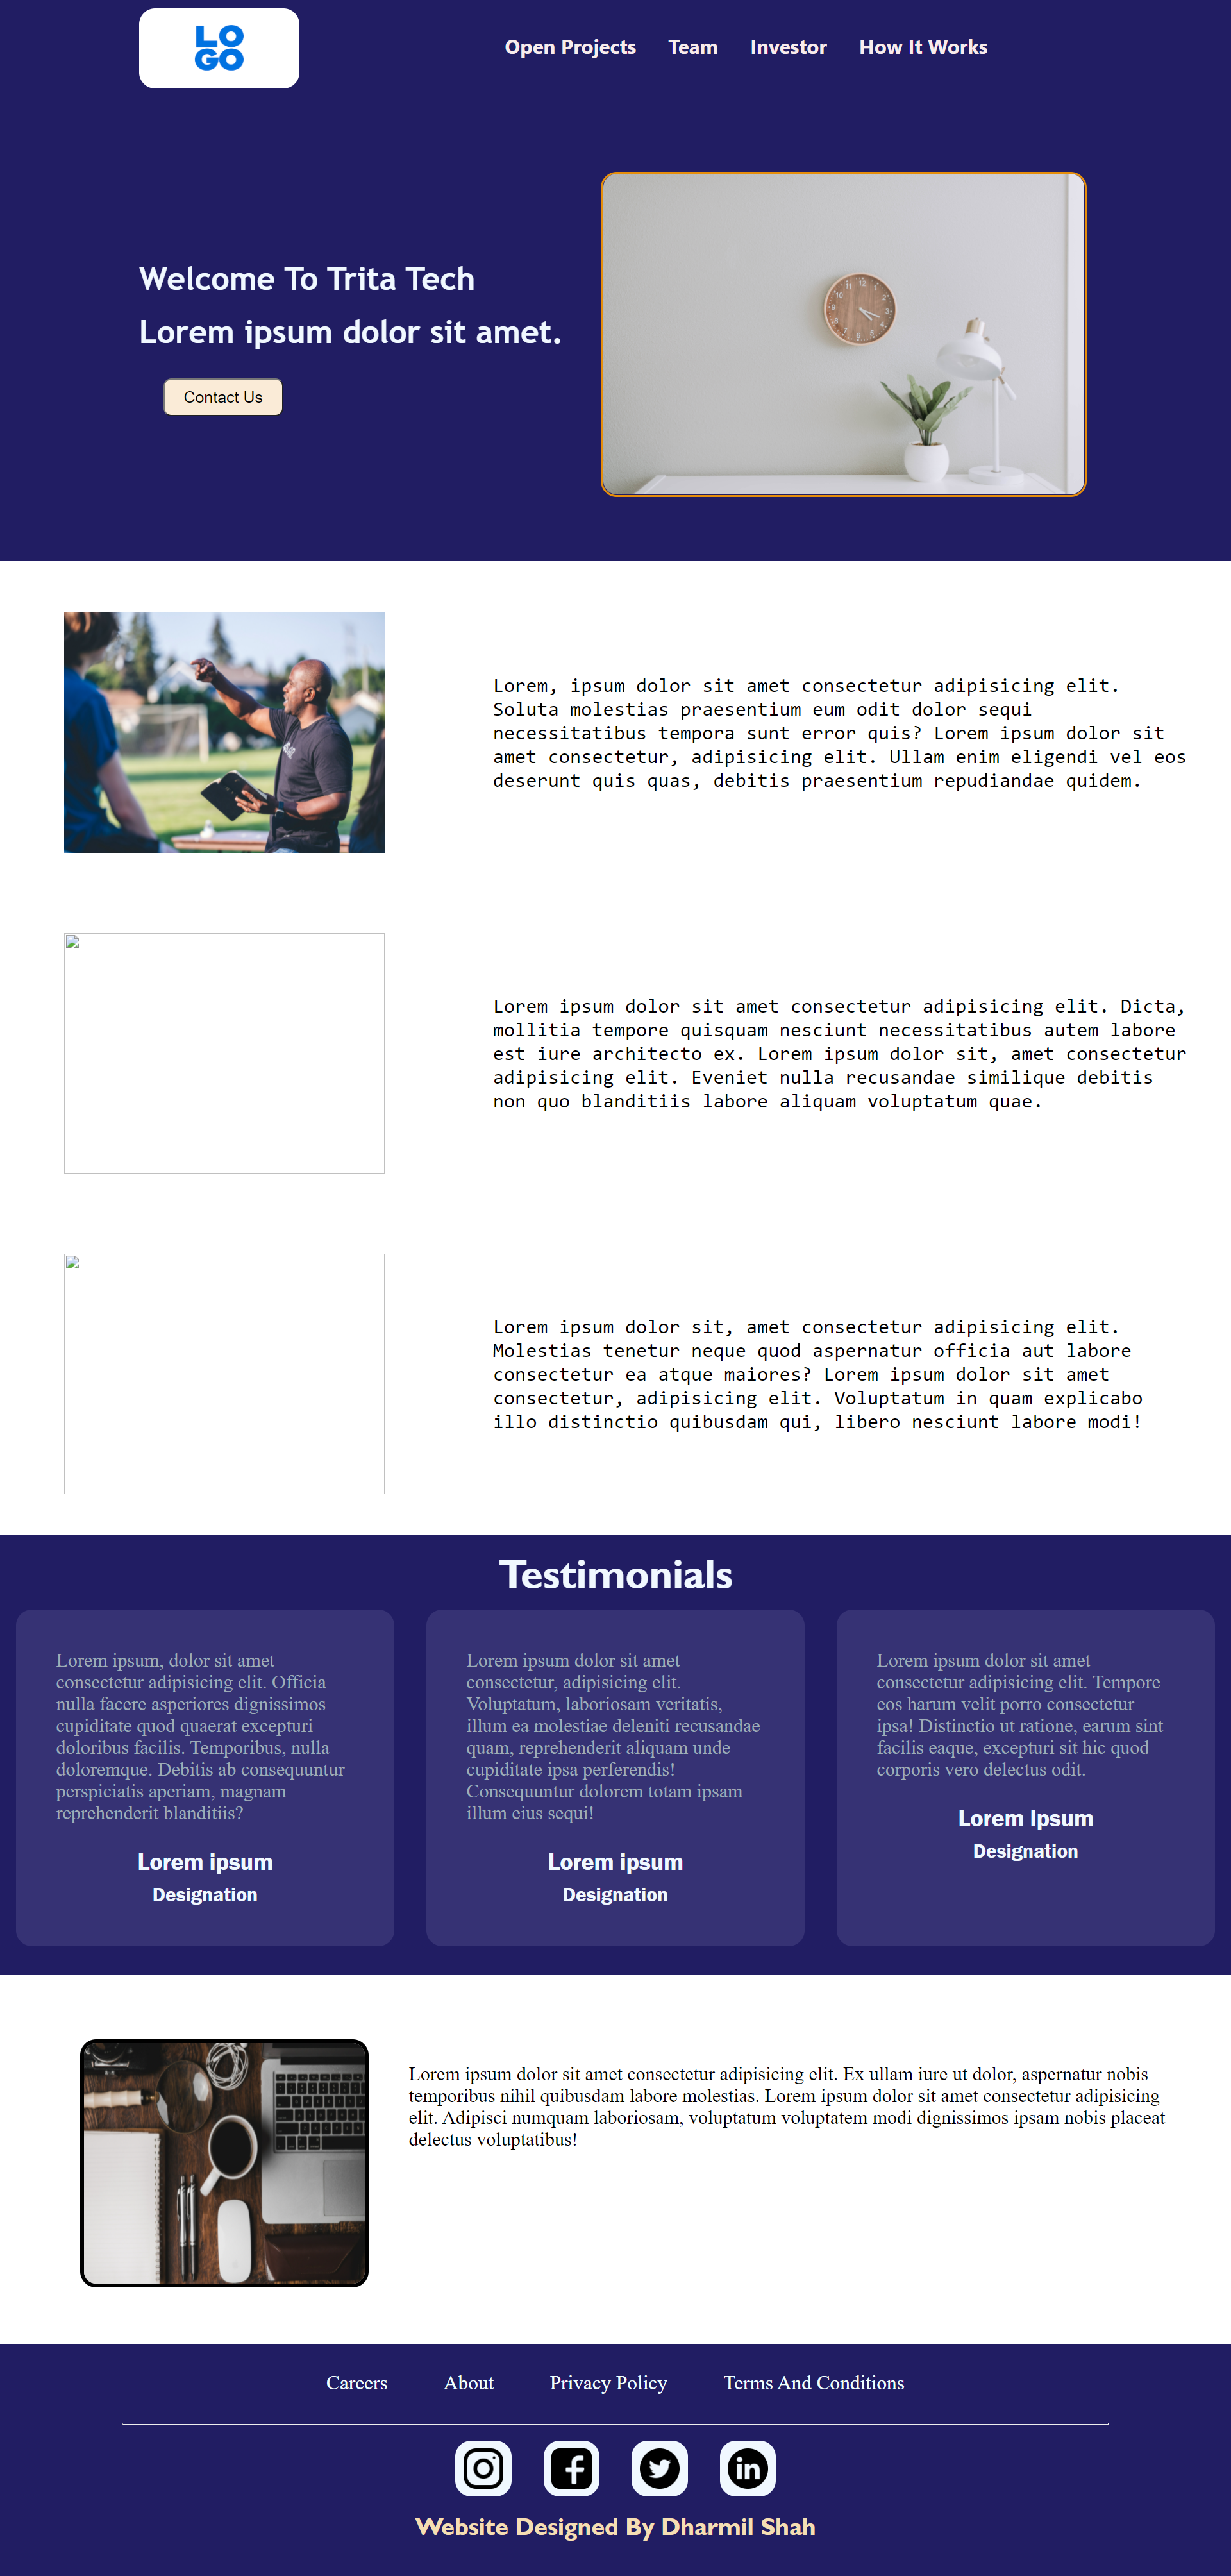 LO
GO
Open Projects Team Investor How It Works
Welcome To Trita Tech
Lorem ipsum dolor sit amet.
Contact Us
Lorem, ipsum dolor sit amet consectetur adipisicing elit.
Soluta molestias praesentium eum odit dolor sequi
necessitatibus tempora sunt error quis? Lorem ipsum dolor sit
amet consectetur, adipisicing elit. Ullam enim eligendi vel eos
deserunt quis quas, debitis praesentium repudiandae quidem.
Lorem ipsum dolor sit amet consectetur adipisicing elit. Dicta,
mollitia tempore quisquam nesciunt necessitatibus autem labore
est iure architecto ex. Lorem ipsum dolor sit, amet consectetur
adipisicing elit. Eveniet nulla recusandae similique debitis
non quo blanditiis labore aliquam voluptatum quae.
Lorem ipsum dolor sit, amet consectetur adipisicing elit.
Molestias tenetur neque quod aspernatur officia aut labore
consectetur ea atque maiores? Lorem ipsum dolor sit amet
consectetur, adipisicing elit. Voluptatum in quam explicabo
illo distinctio quibusdam qui, libero nesciunt labore modi!
Testimonials
Lorem ipsum, dolor sit amet
consectetur adipisicing elit. Officia
nulla facere asperiores dignissimos
cupiditate quod quaerat excepturi
doloribus facilis. Temporibus, nulla
doloremque. Debitis ab consequuntur
perspiciatis aperiam, magnam
reprehenderit blanditiis?
Lorem ipsum
Designation
Lorem ipsum dolor sit amet
consectetur, adipisicing elit.
Voluptatum, laboriosam veritatis,
illum ea molestiae deleniti recusandae
quam, reprehenderit aliquam unde
cupiditate ipsa perferendis!
Consequuntur dolorem totam ipsam
illum eius sequi!
Lorem ipsum
Designation
Lorem ipsum dolor sit amet
consectetur adipisicing elit. Tempore
eos harum velit porro consectetur
ipsa! Distinctio ut ratione, earum sint
facilis eaque, excepturi sit hic quod
corporis vero delectus odit.
Lorem ipsum
Designation
Lorem ipsum dolor sit amet consectetur adipisicing elit. Ex ullam iure ut dolor, aspernatur nobis
temporibus nihil quibusdam labore molestias. Lorem ipsum dolor sit amet consectetur adipisicing
elit. Adipisci numquam laboriosam, voluptatum voluptatem modi dignissimos ipsam nobis placeat
delectus voluptatibus!
Careers About Privacy Policy Terms And Conditions
Website Designed By Dharmil Shah